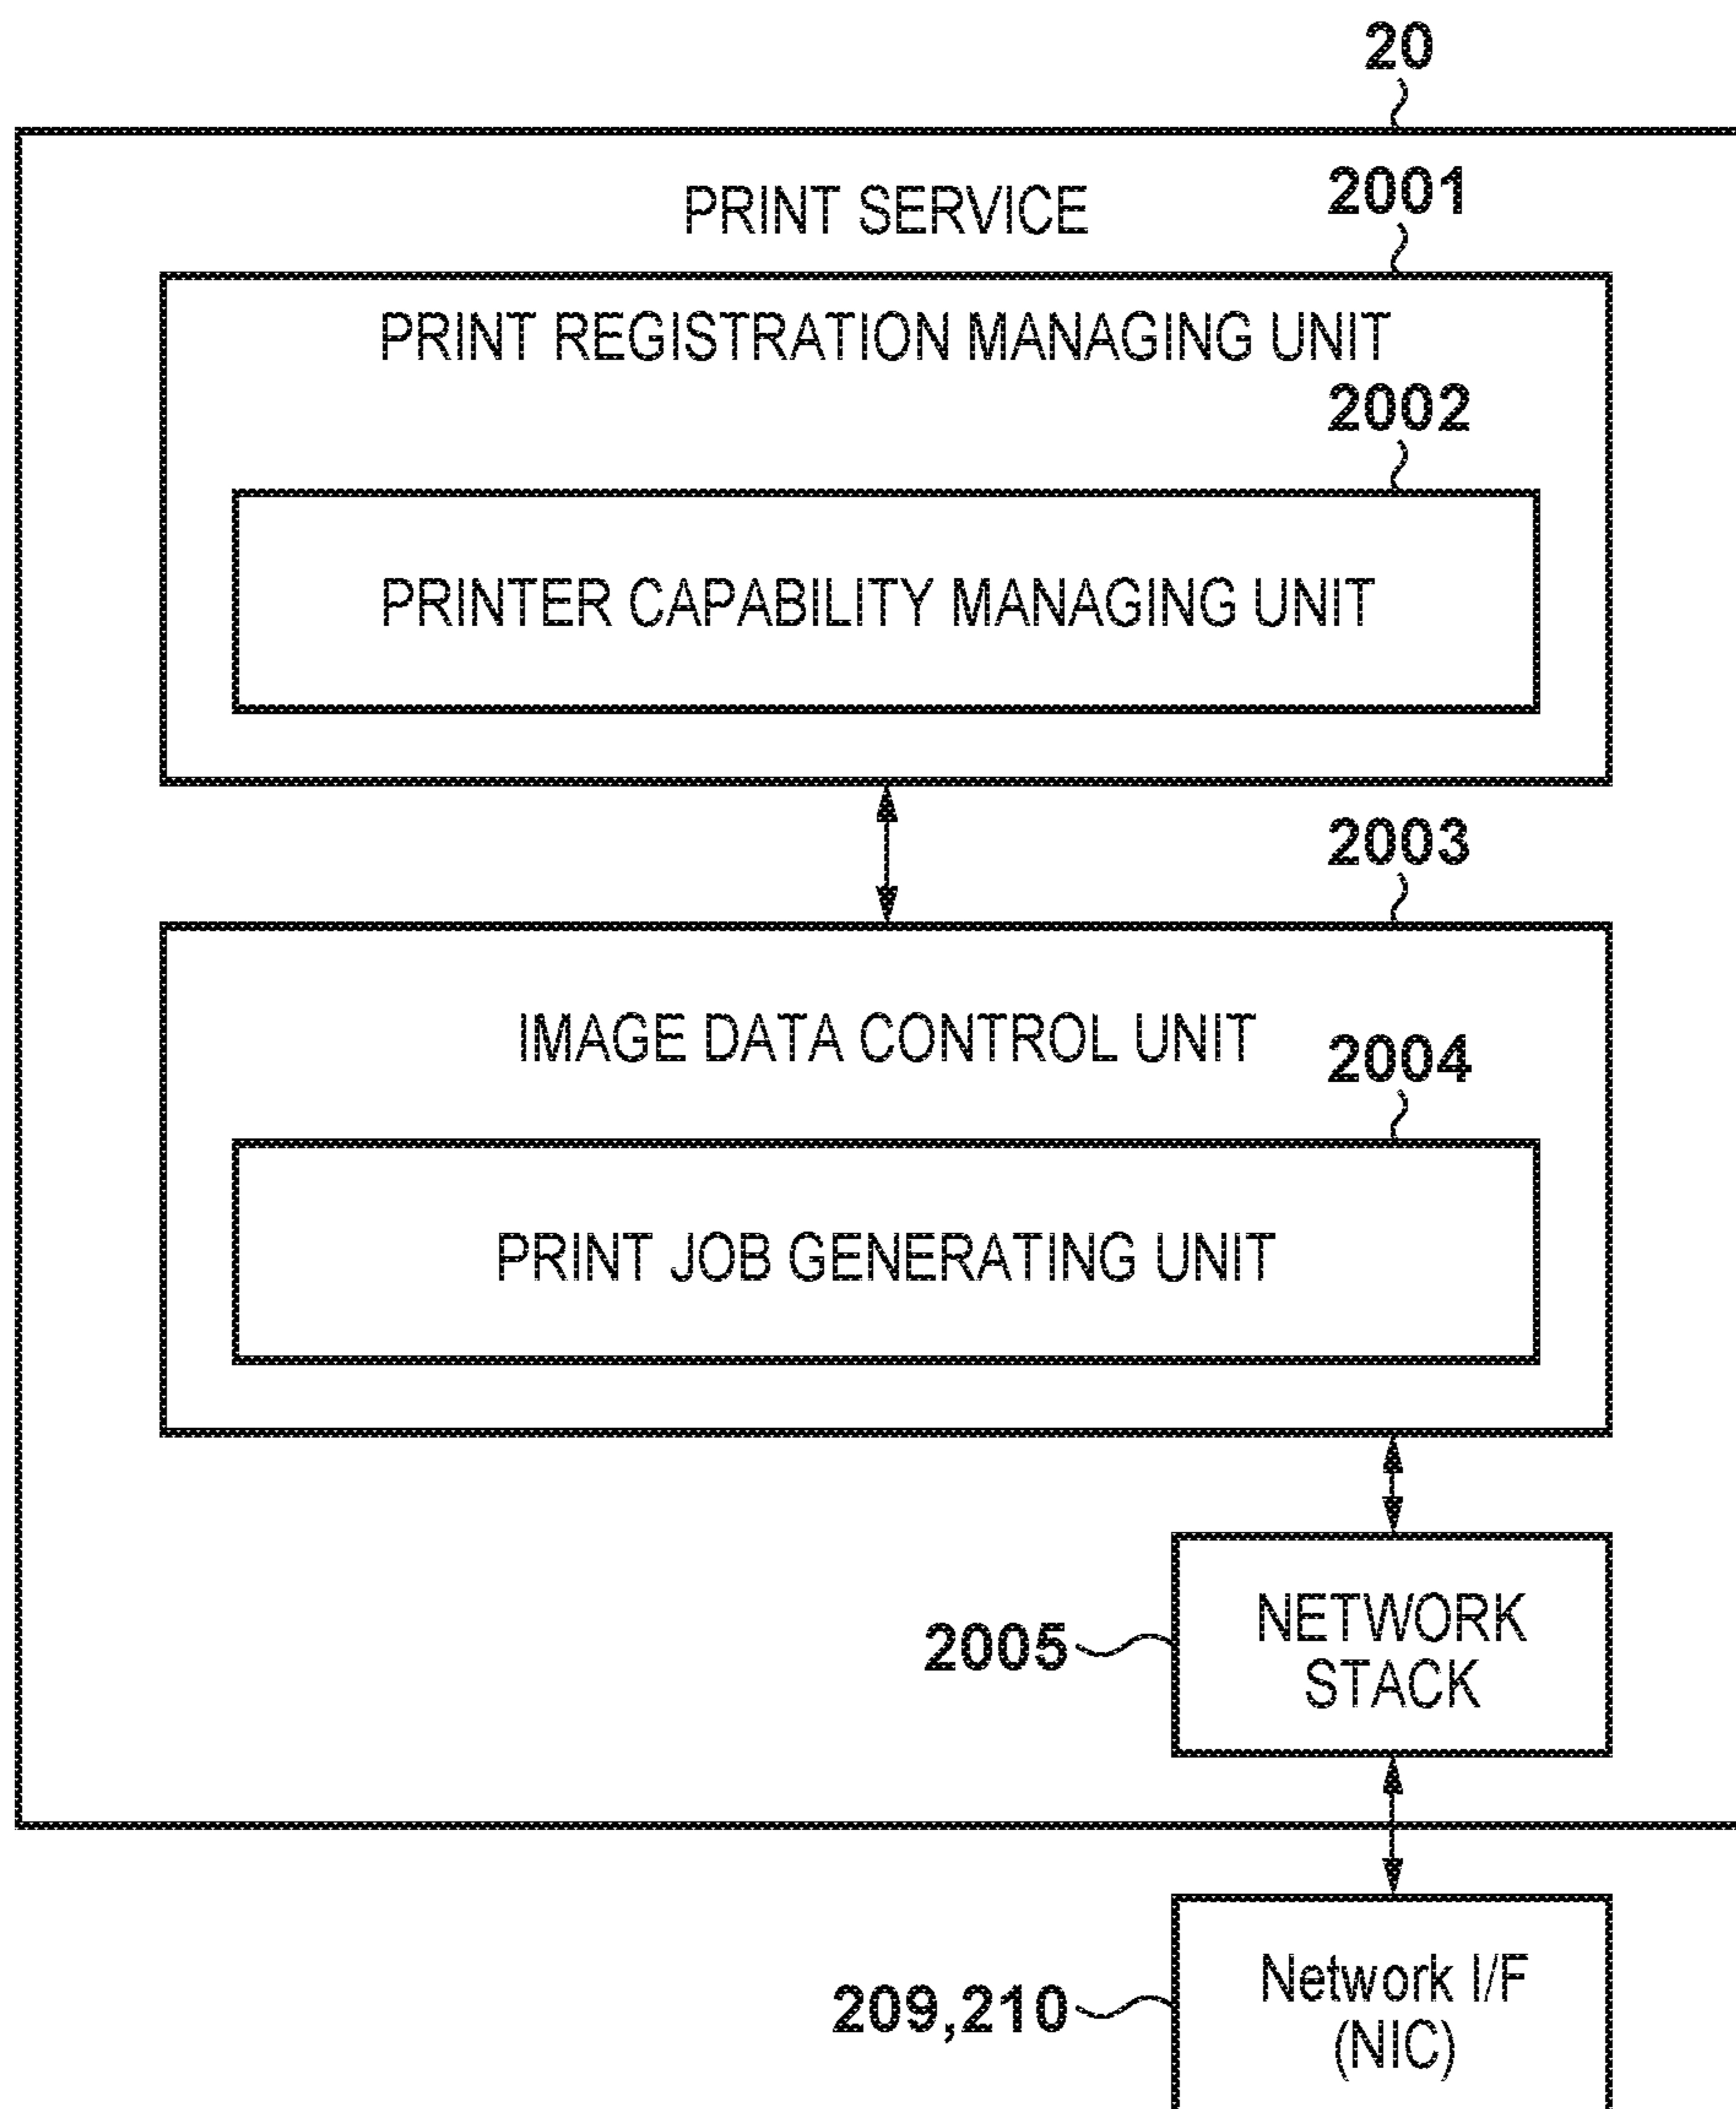 20
PRINT SERVICE
2001
PRINT REGISTRATION MANAGING UNIT
2002
PRINTER CAPABILITY MANAGING UNIT
2003
IMAGE DATA CONTROL UNIT
2004
PRINT JOB GENERATING UNIT
2005
NETWORK
STACK
209,210
Network I/F
(NIC)